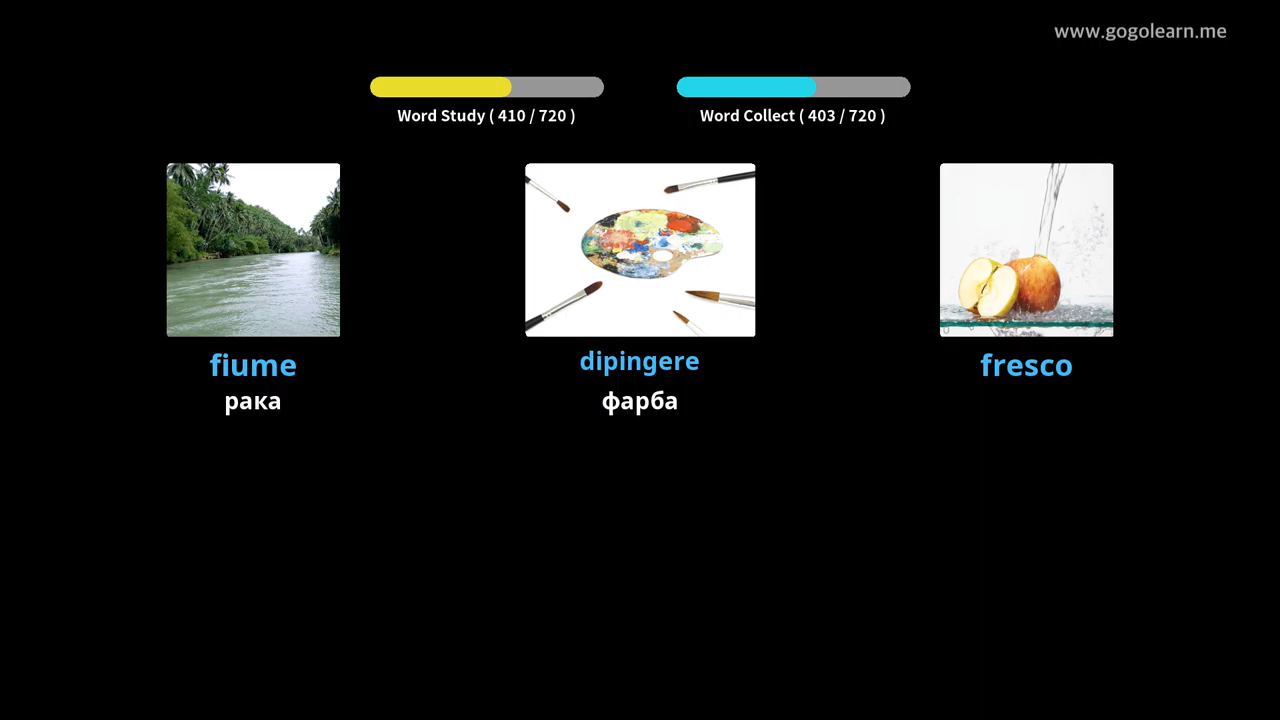 www.gogolearn.me
Word Study ( 410 / 720 )
Word Collect ( 403 / 720 )
fiume
рака
dipingere
фарба
fresco